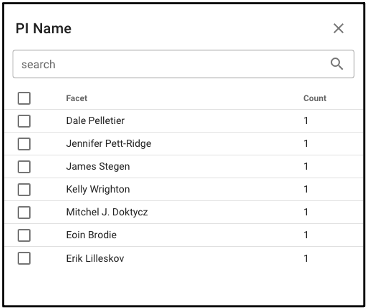 PI Name
search
Facet Count
Dale Pelletier 1
Jennifer Pett-Ridge 1
James Stegen 1
Kelly Wrighton 1
Mitchel J. Doktycz 1
Eoin Brodie 1
Erik Lilleskov 1